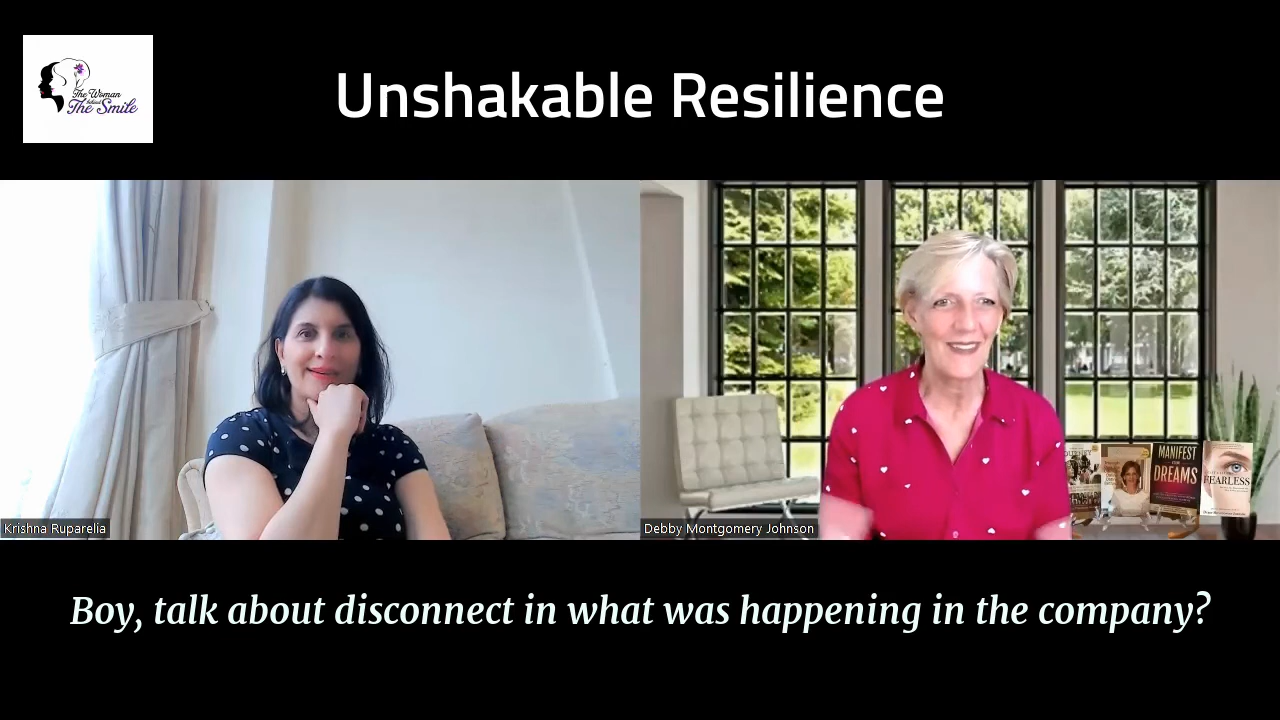 Unshakable Resilience
The Woman
behind
The Smile
Krishna Ruparelia
Debby Montgomery Johnson
MANIFEST
DREAMS
FEARLESS
Boy, talk about disconnect in what was happening in the company?